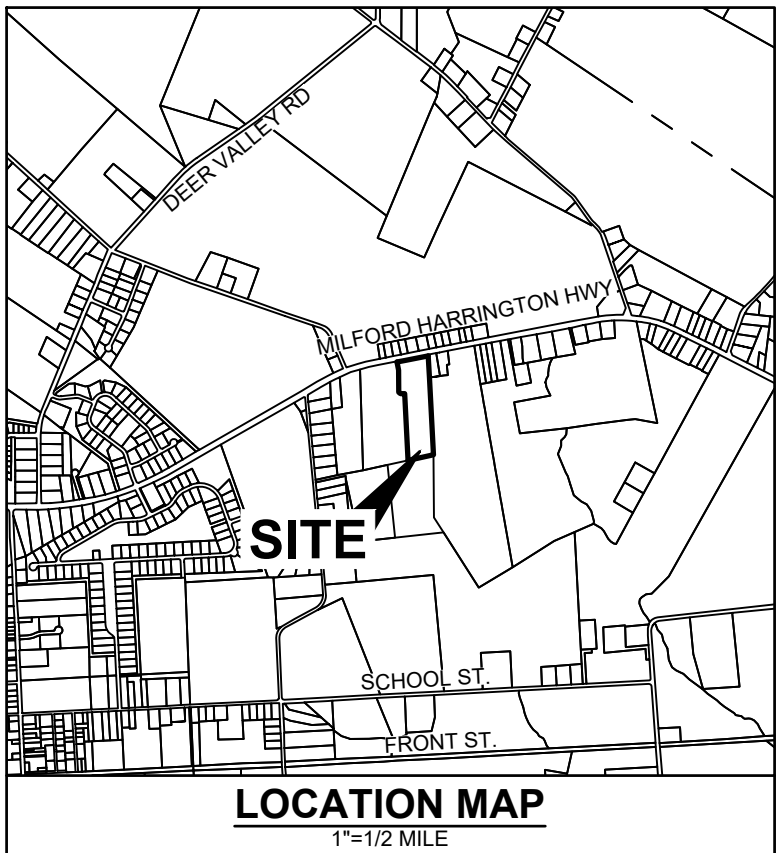 DEER VALLEY RD
MILFORD HARRINGTON HWY
SITE
SCHOOL ST.
FRONT ST.
LOCATION MAP
1"=1/2 MILE